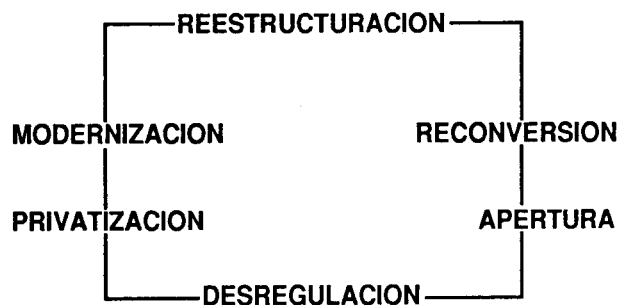 REESTRUCTURACION
MODERNIZACION RECONVERSION
PRIVATIZACION APERTURA
DESREGULACION